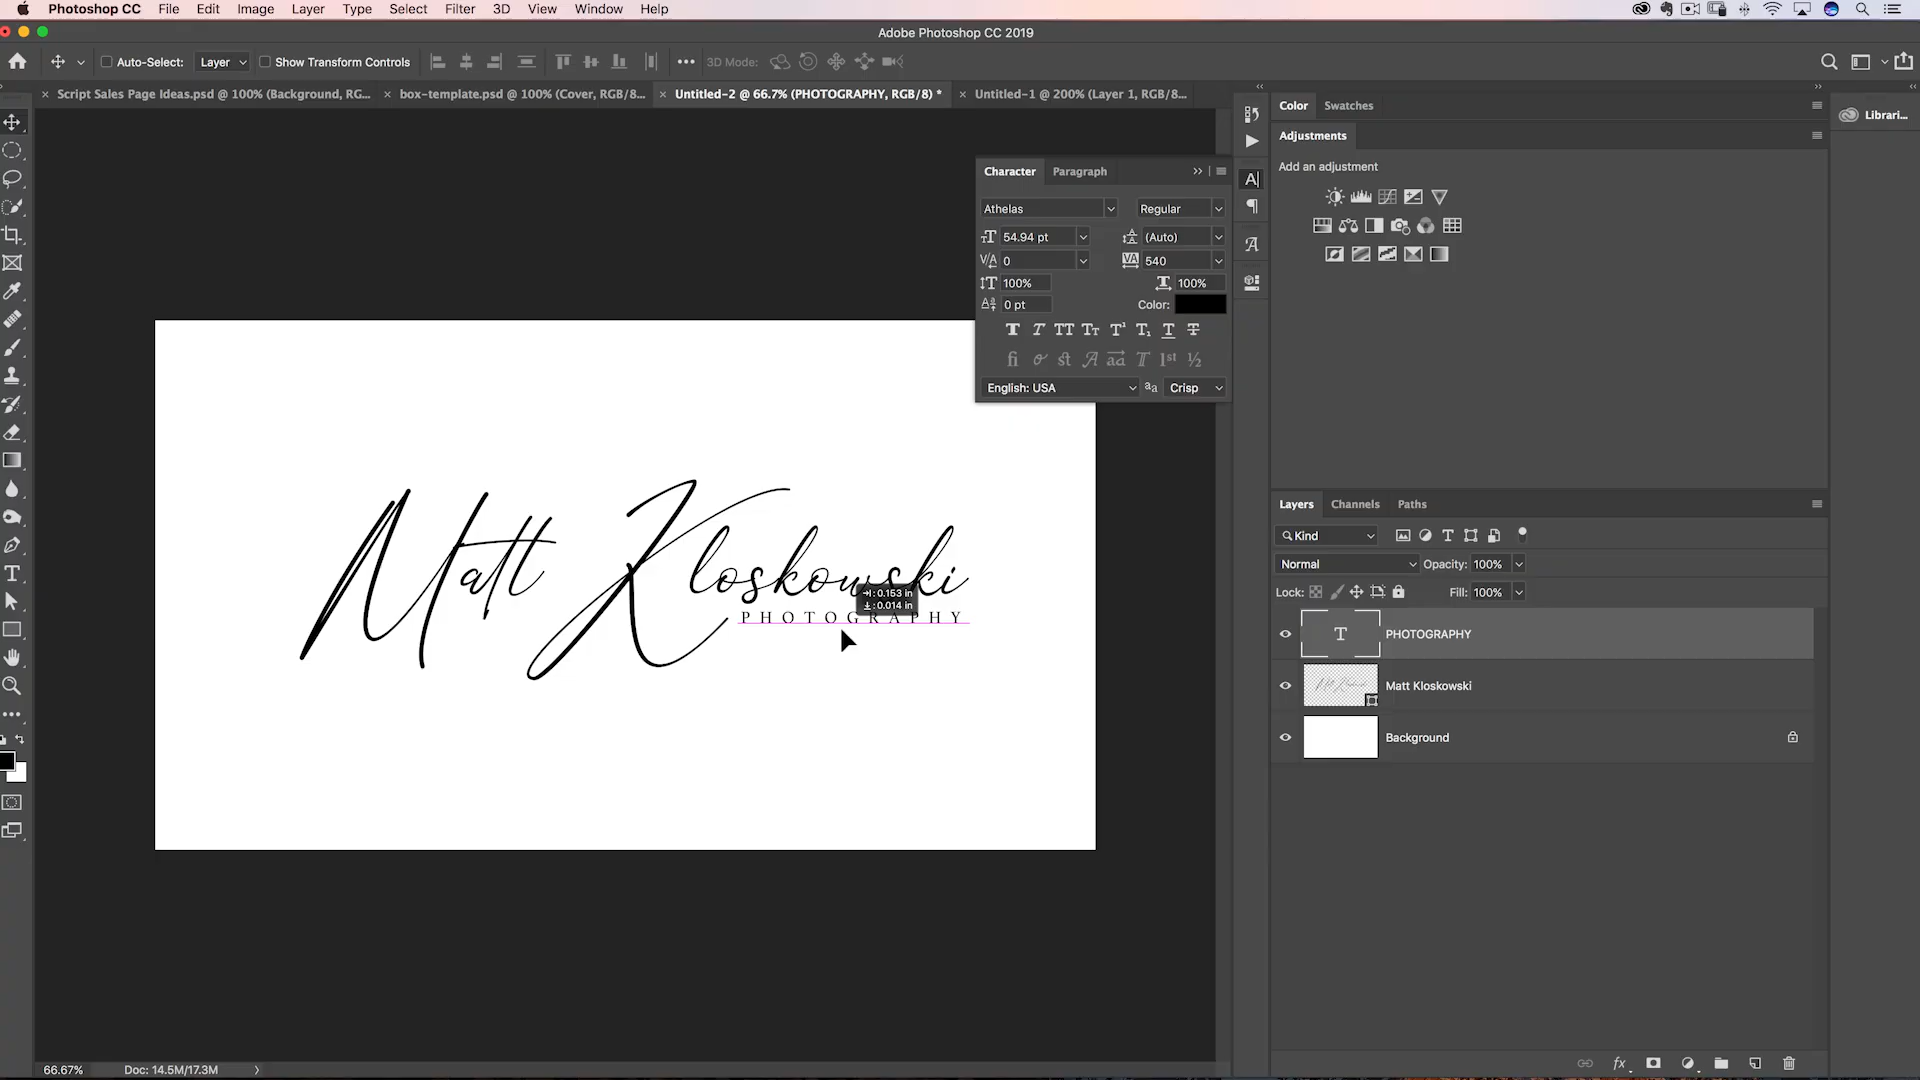 Photoshop CC File Edit Image Layer Type Select Filter 3D View Window Help
Adobe Photoshop CC 2019
Auto-Select: Layer Show Transform Controls 3D Mode:
Script Sales Page Ideas.psd @ 100% (Background, RG...
box-template.psd @ 100% (Cover, RGB/8...
Untitled-2 @ 66.7% (PHOTOGRAPHY, RGB/8) *
Untitled-1 @ 200% (Layer 1, RGB/8...
Color Swatches
Librari...
Adjustments
Add an adjustment
Character Paragraph
Athelas Regular
54.94 pt (Auto)
0 540
100% 100%
0 pt Color:
English: USA Crisp
Matt Kloskowski
PHOTOGRAPHY
0.153 in
0.014 in
Layers Channels Paths
Kind
Normal Opacity: 100%
Lock: Fill: 100%
PHOTOGRAPHY
Matt Kloskowski
Background
66.67% Doc: 14.5M/17.3M